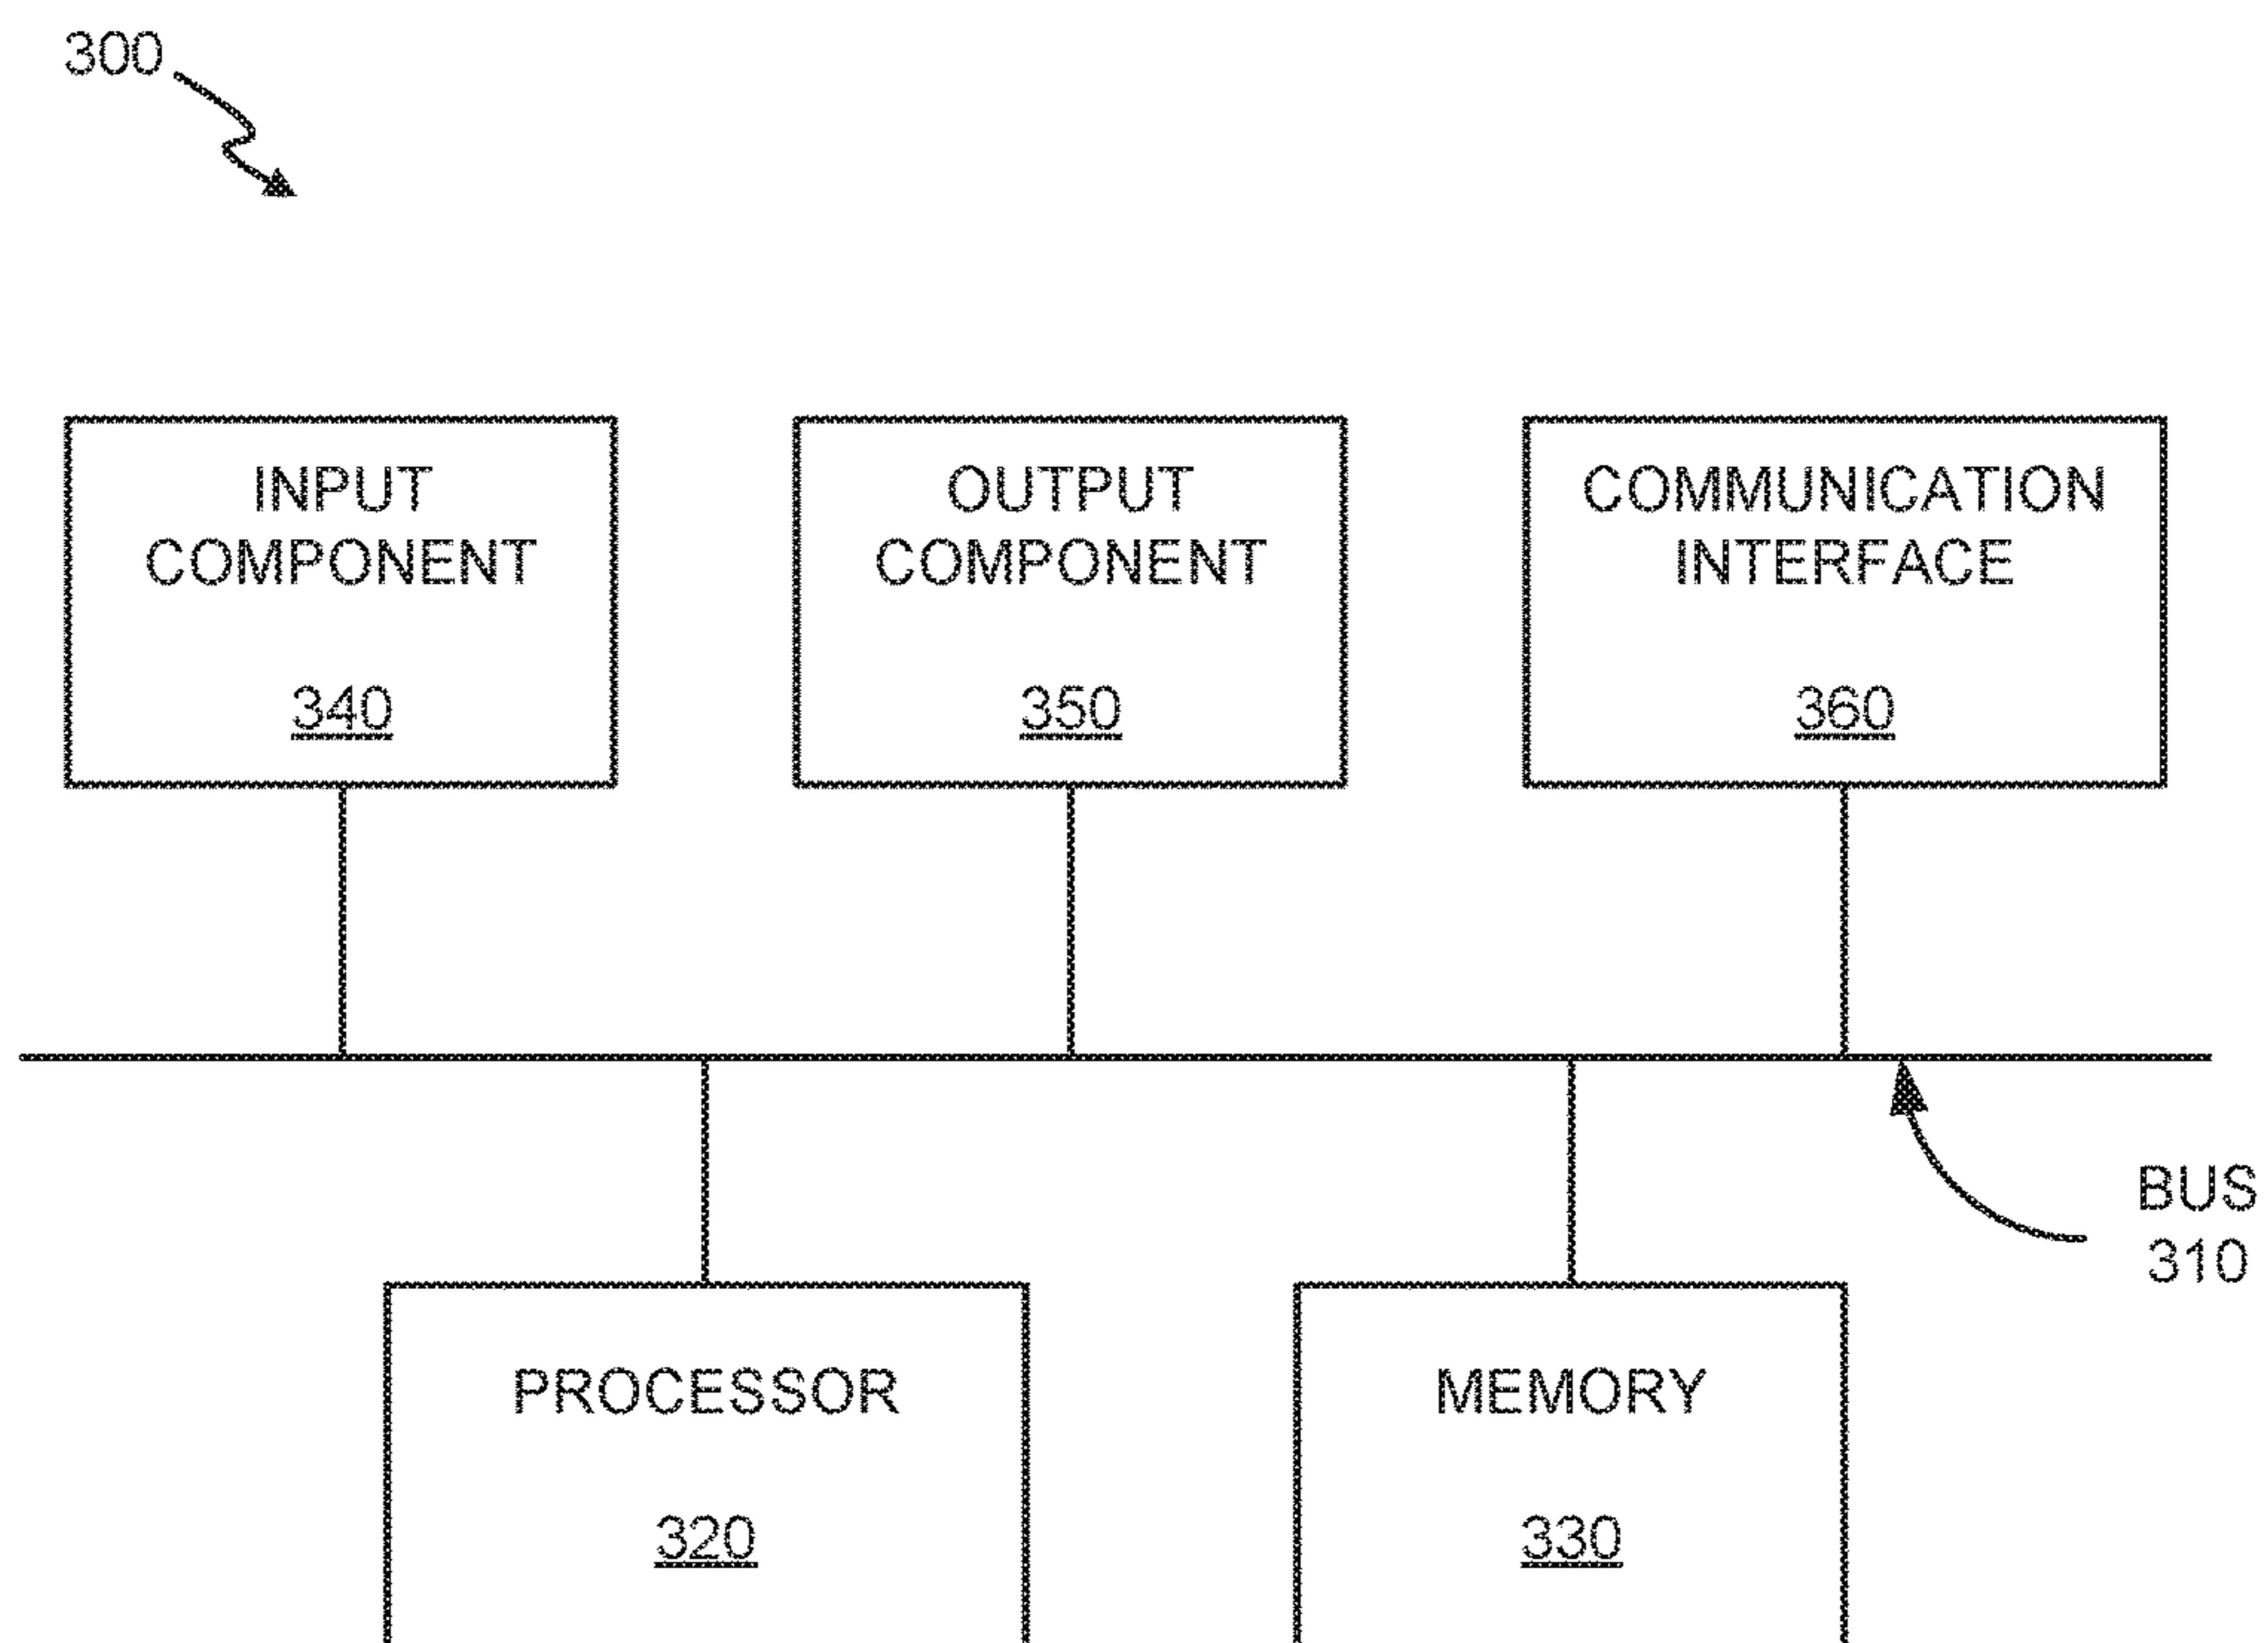 300
INPUT
COMPONENT
340
OUTPUT
COMPONENT
350
COMMUNICATION
INTERFACE
360
BUS
310
PROCESSOR
320
MEMORY
330